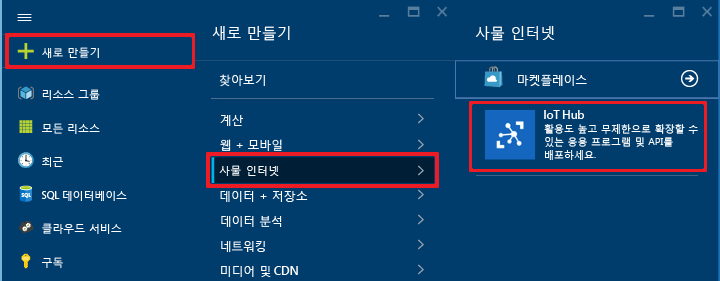 새로 만들기
리소스 그룹
모든 리소스
최근
SQL
SQL 데이터베이스
클라우드 서비스
구독
새로 만들기
찾아보기
계산
웹 + 모바일
사물 인터넷
데이터 + 저장소
데이터 분석
네트워킹
미디어 및 CDN
사물 인터넷
마켓플레이스
IoT Hub
활용도 높고 무제한으로 확장할 수
있는 응용 프로그램 및 API를
배포하세요.